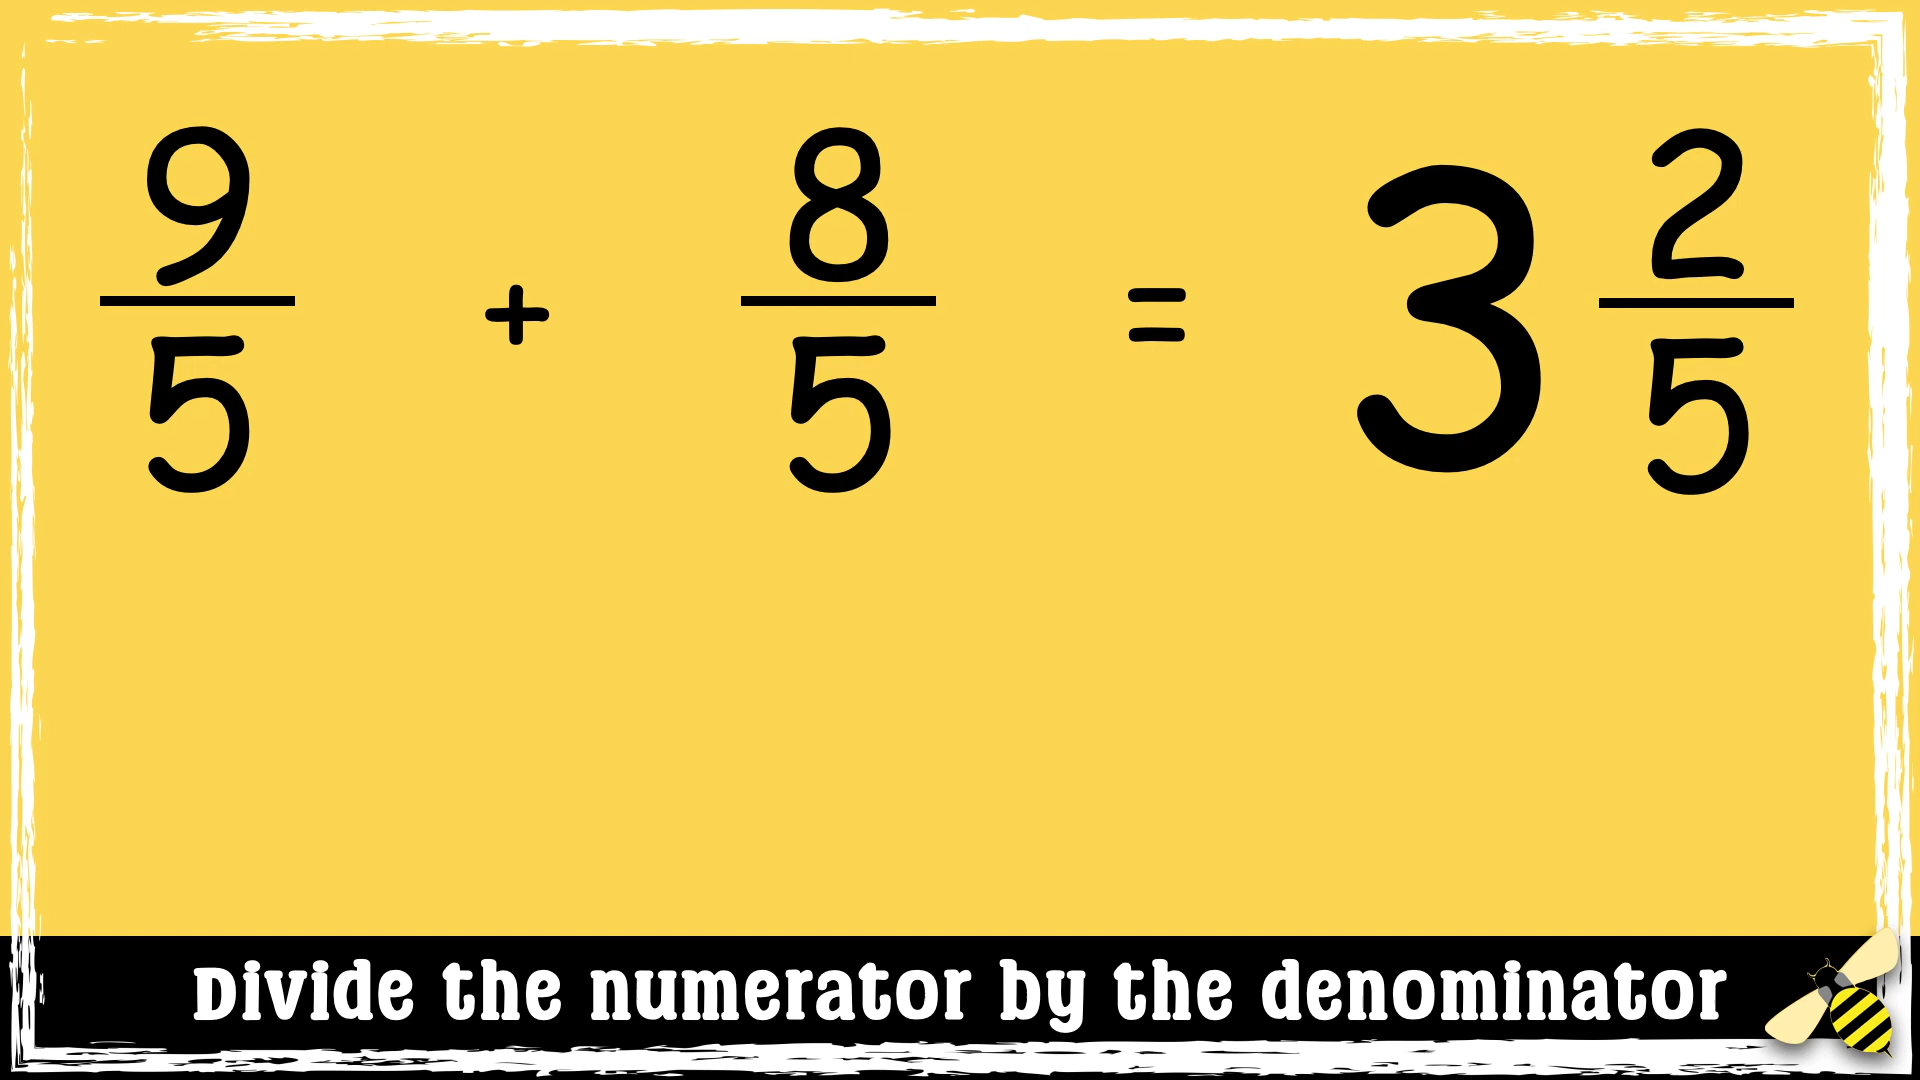 9/5 + 8/5 = 3 2/5
Divide the numerator by the denominator